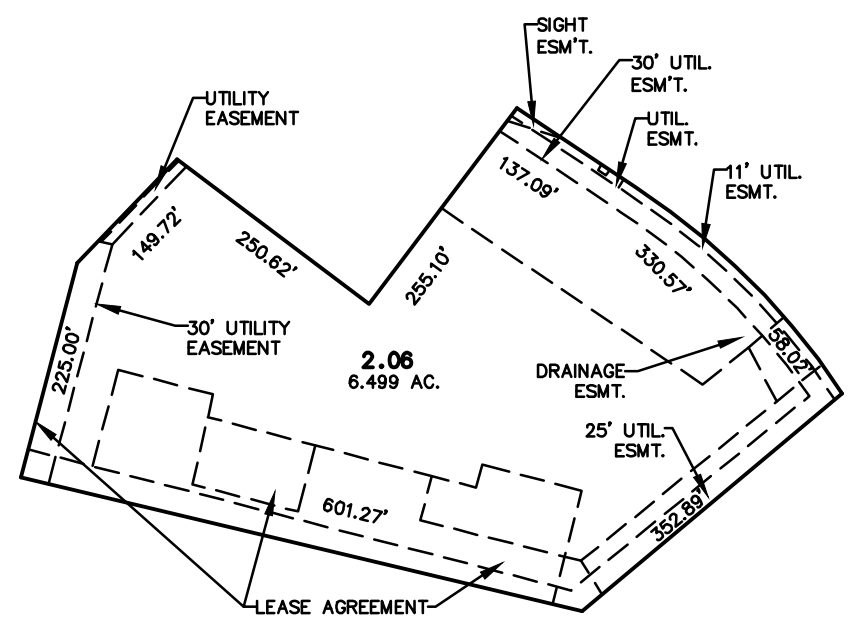 SIGHT
ESM'T.
30' UTIL.
ESM'T.
UTILITY
EASEMENT
UTIL.
ESMT.
11' UTIL.
ESMT.
137.09'
149.72'
250.62'
255.10'
330.57'
30' UTILITY
EASEMENT
225.00'
2.06
6.499 AC.
58.02'
DRAINAGE
ESMT.
25' UTIL.
ESMT.
601.27'
352.89'
LEASE AGREEMENT